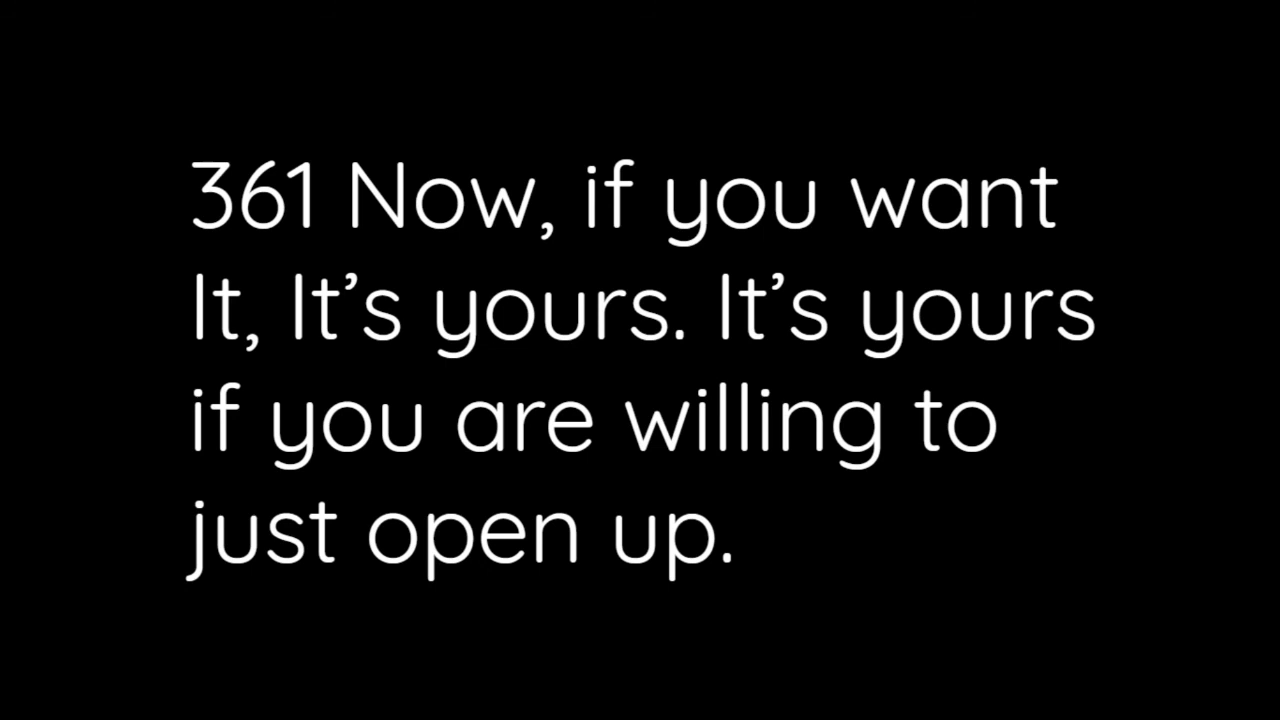 361 Now, if you want
It, It’s yours. It’s yours
if you are willing to
just open up.